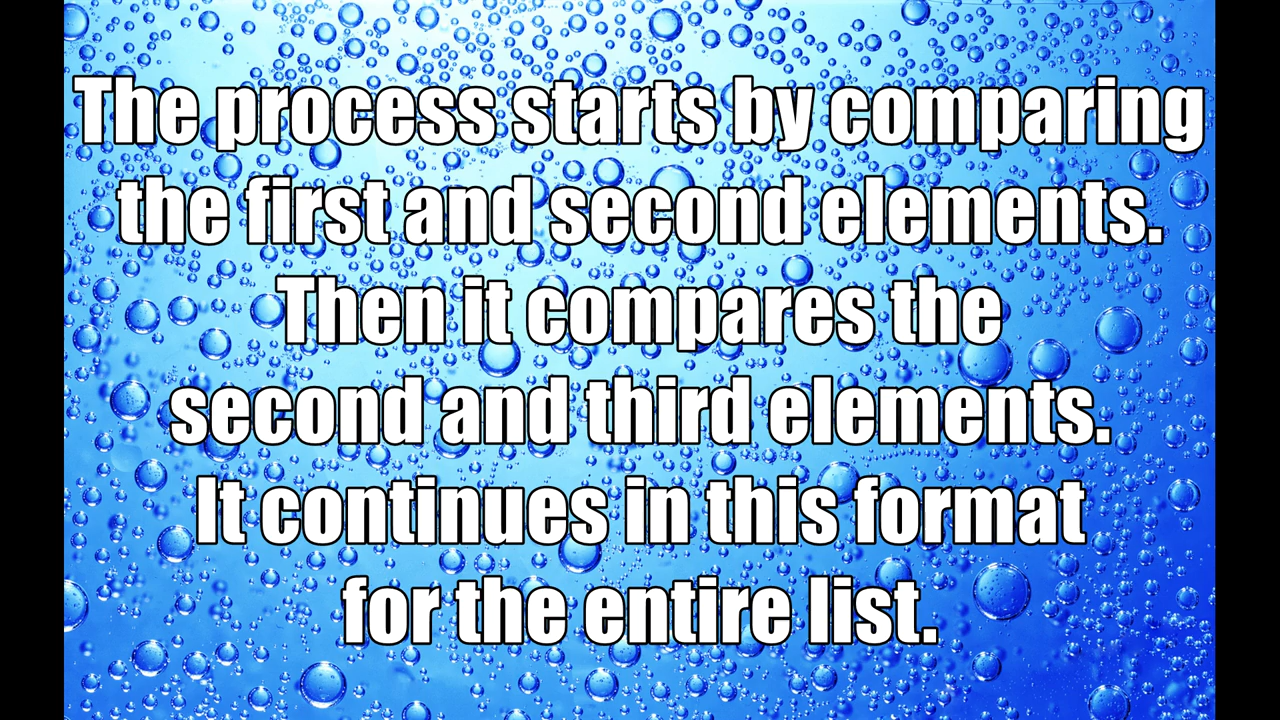 The process starts by comparing
the first and second elements.
Then it compares the
second and third elements.
It continues in this format
for the entire list.